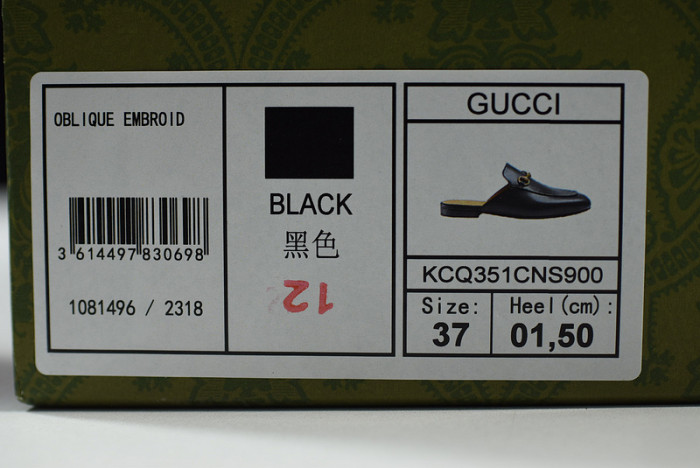 OBLIQUE EMBROID
3 614497 830698
1081496 / 2318
BLACK
黑色
12
GUCCI
KCQ351CNS900
Size:
37
Heel(cm):
01,50